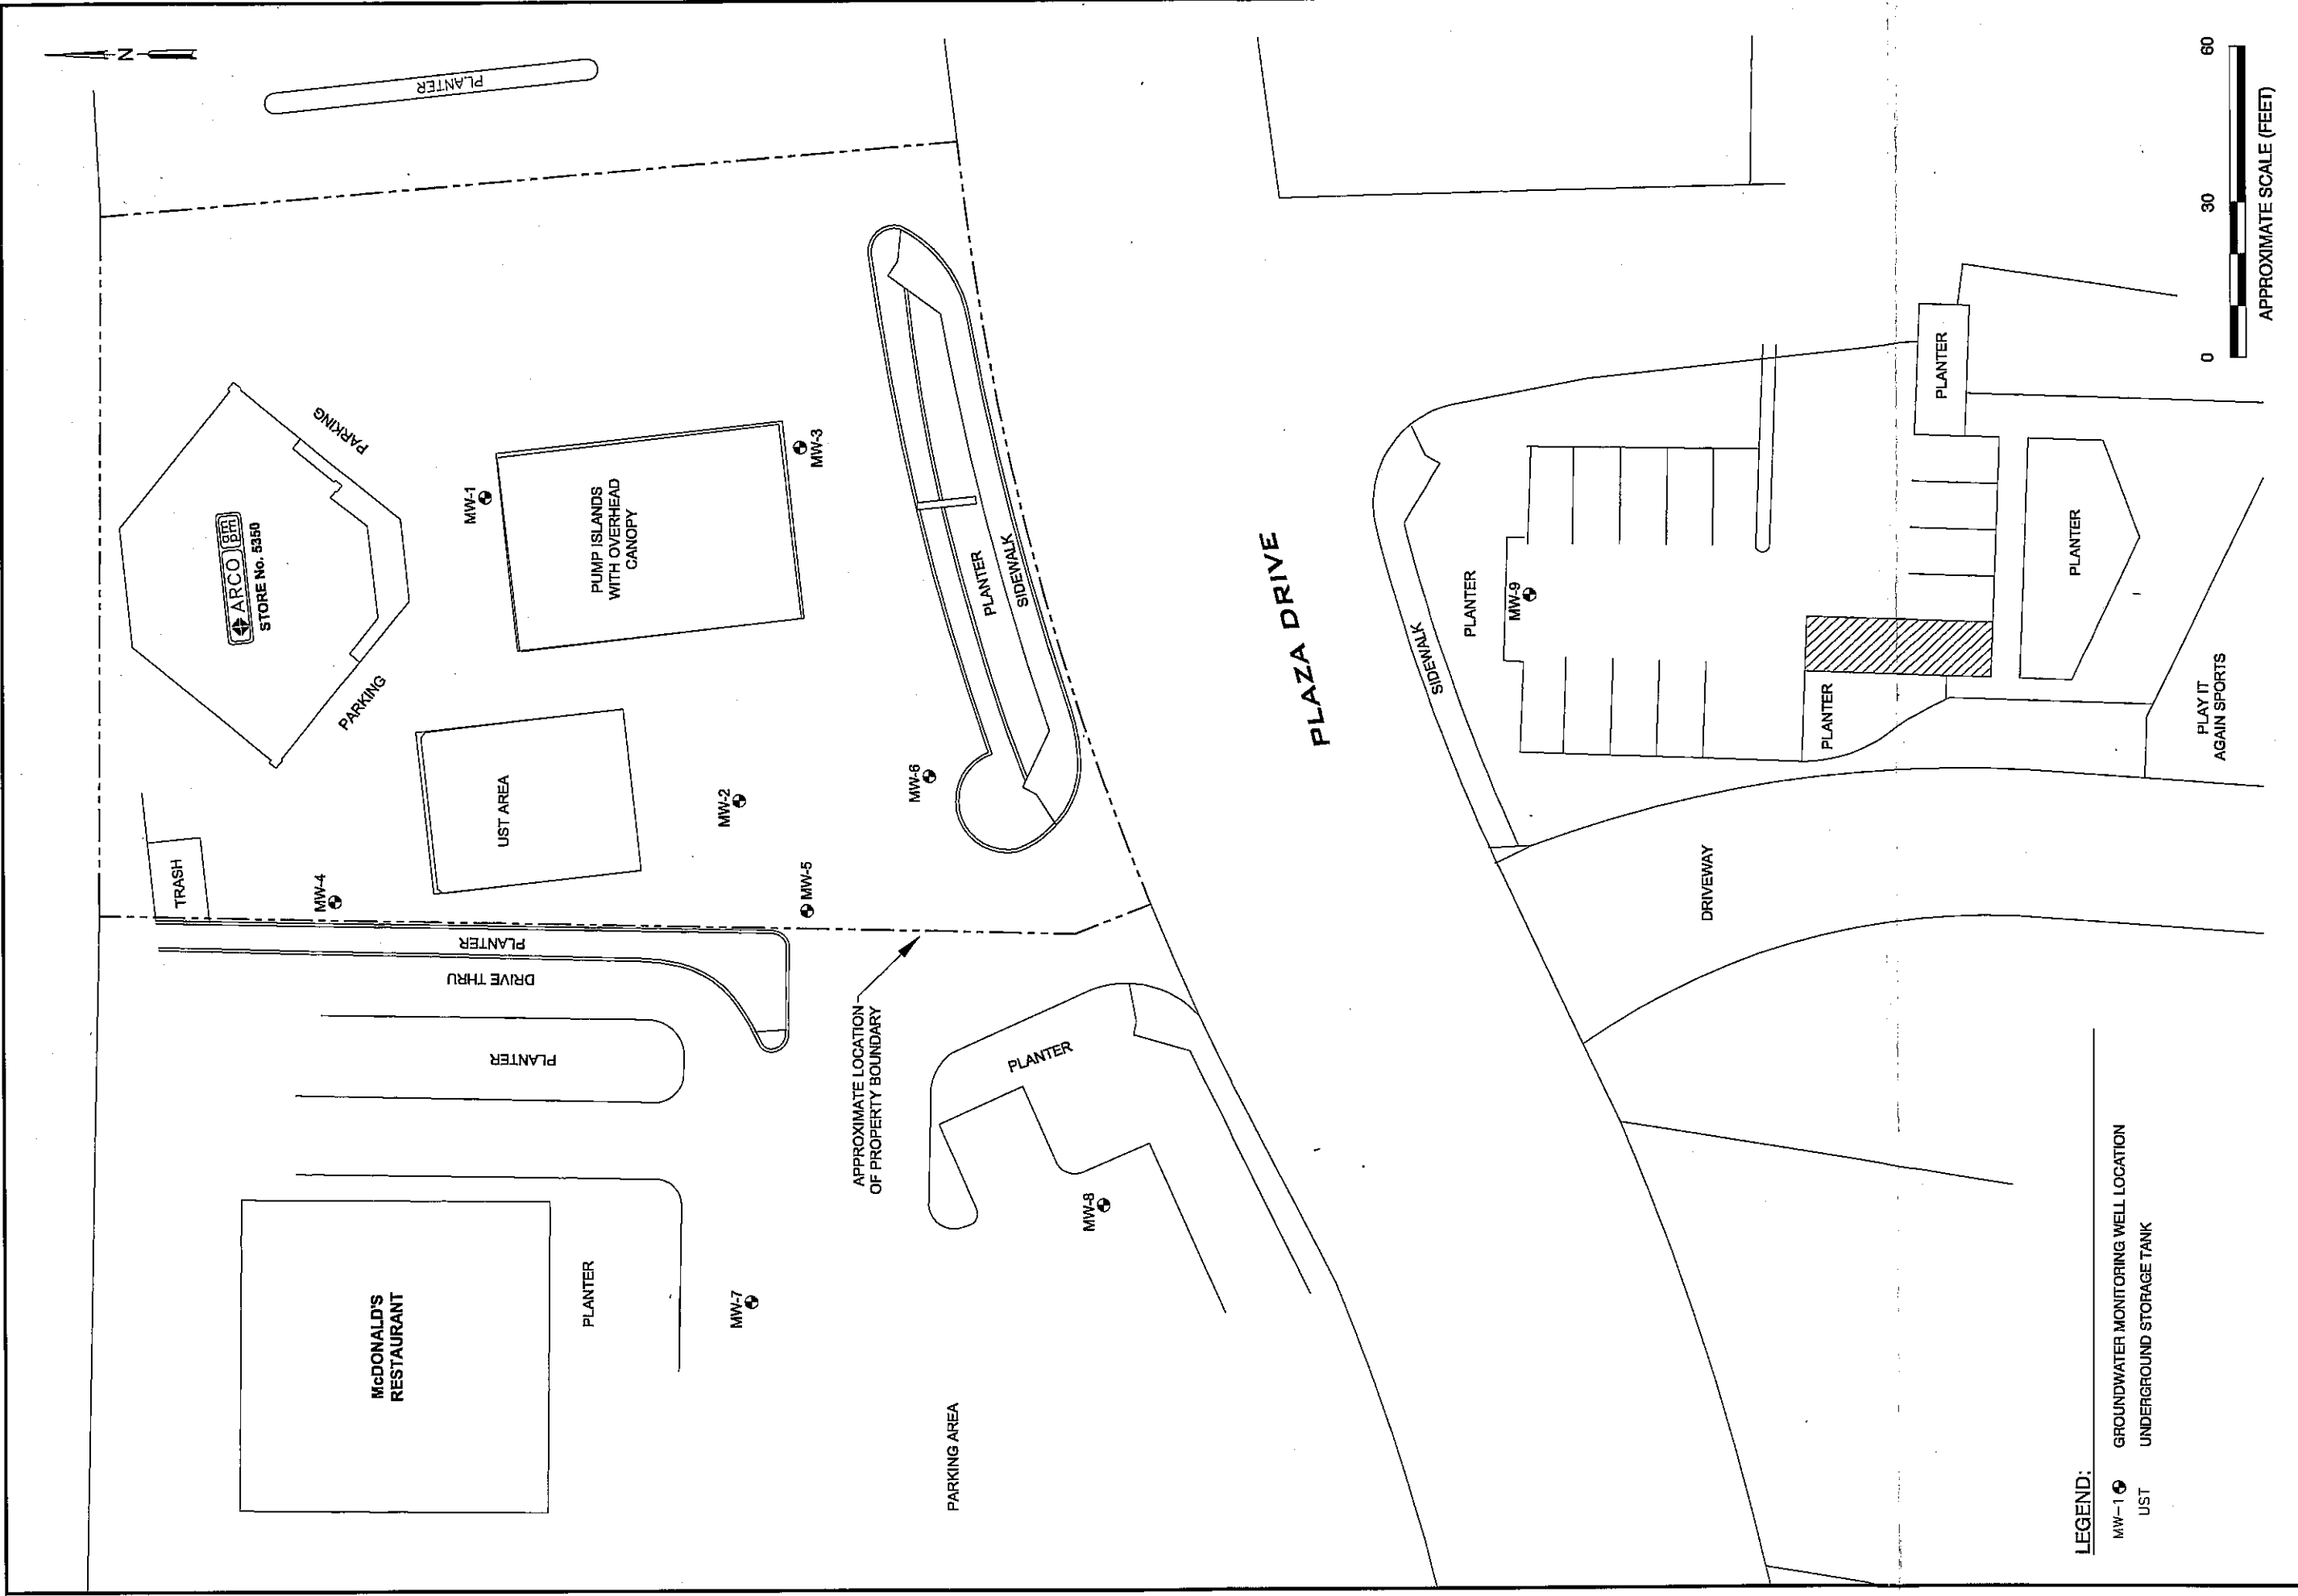 N
PLANTER
ARCO am pm
STORE No. 5350
PARKING
PARKING
MW-1
PUMP ISLANDS
WITH OVERHEAD
CANOPY
MW-3
TRASH
MW-4
UST AREA
MW-2
MW-5
MW-6
PLANTER
SIDEWALK
PLANTER
DRIVE THRU
PLANTER
McDONALD'S
RESTAURANT
PLANTER
MW-7
APPROXIMATE LOCATION
OF PROPERTY BOUNDARY
PLANTER
MW-8
PARKING AREA
PLAZA DRIVE
SIDEWALK
PLANTER
MW-9
PLANTER
PLANTER
PLANTER
DRIVEWAY
PLAY IT
AGAIN SPORTS
LEGEND:
MW-1 GROUNDWATER MONITORING WELL LOCATION
UST UNDERGROUND STORAGE TANK
0 30 60
APPROXIMATE SCALE (FEET)